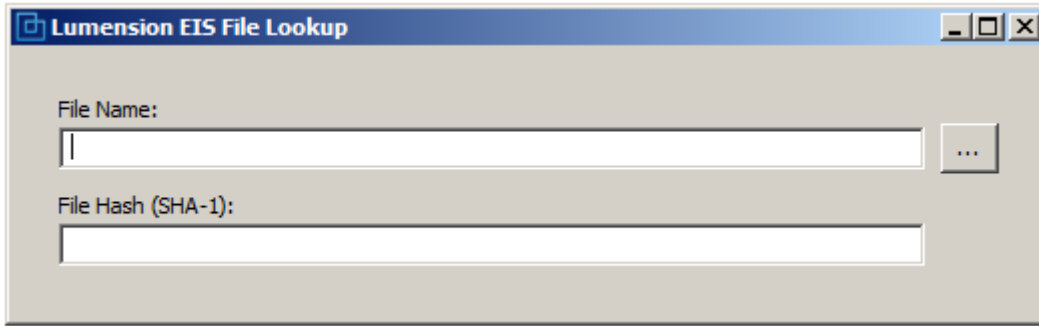 Lumension EIS File Lookup
File Name:
...
File Hash (SHA-1):